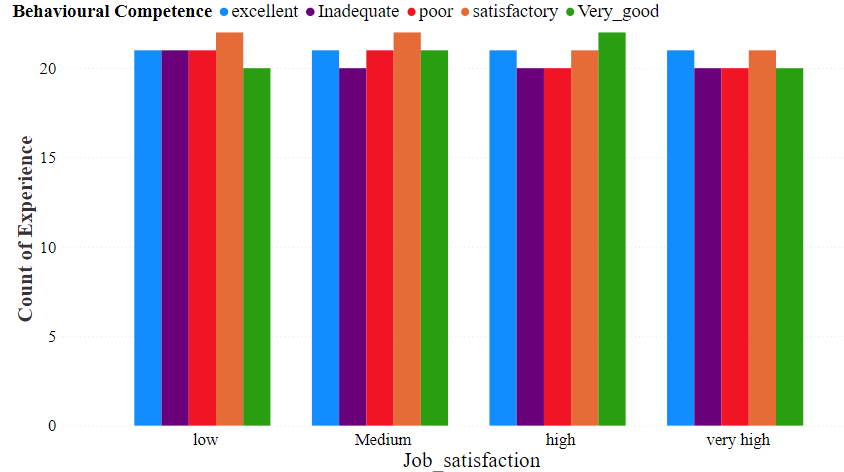 Behavioural Competence excellent Inadequate poor satisfactory Very_good
20
15
10
5
0
Count of Experience
low Medium high very high
Job_satisfaction